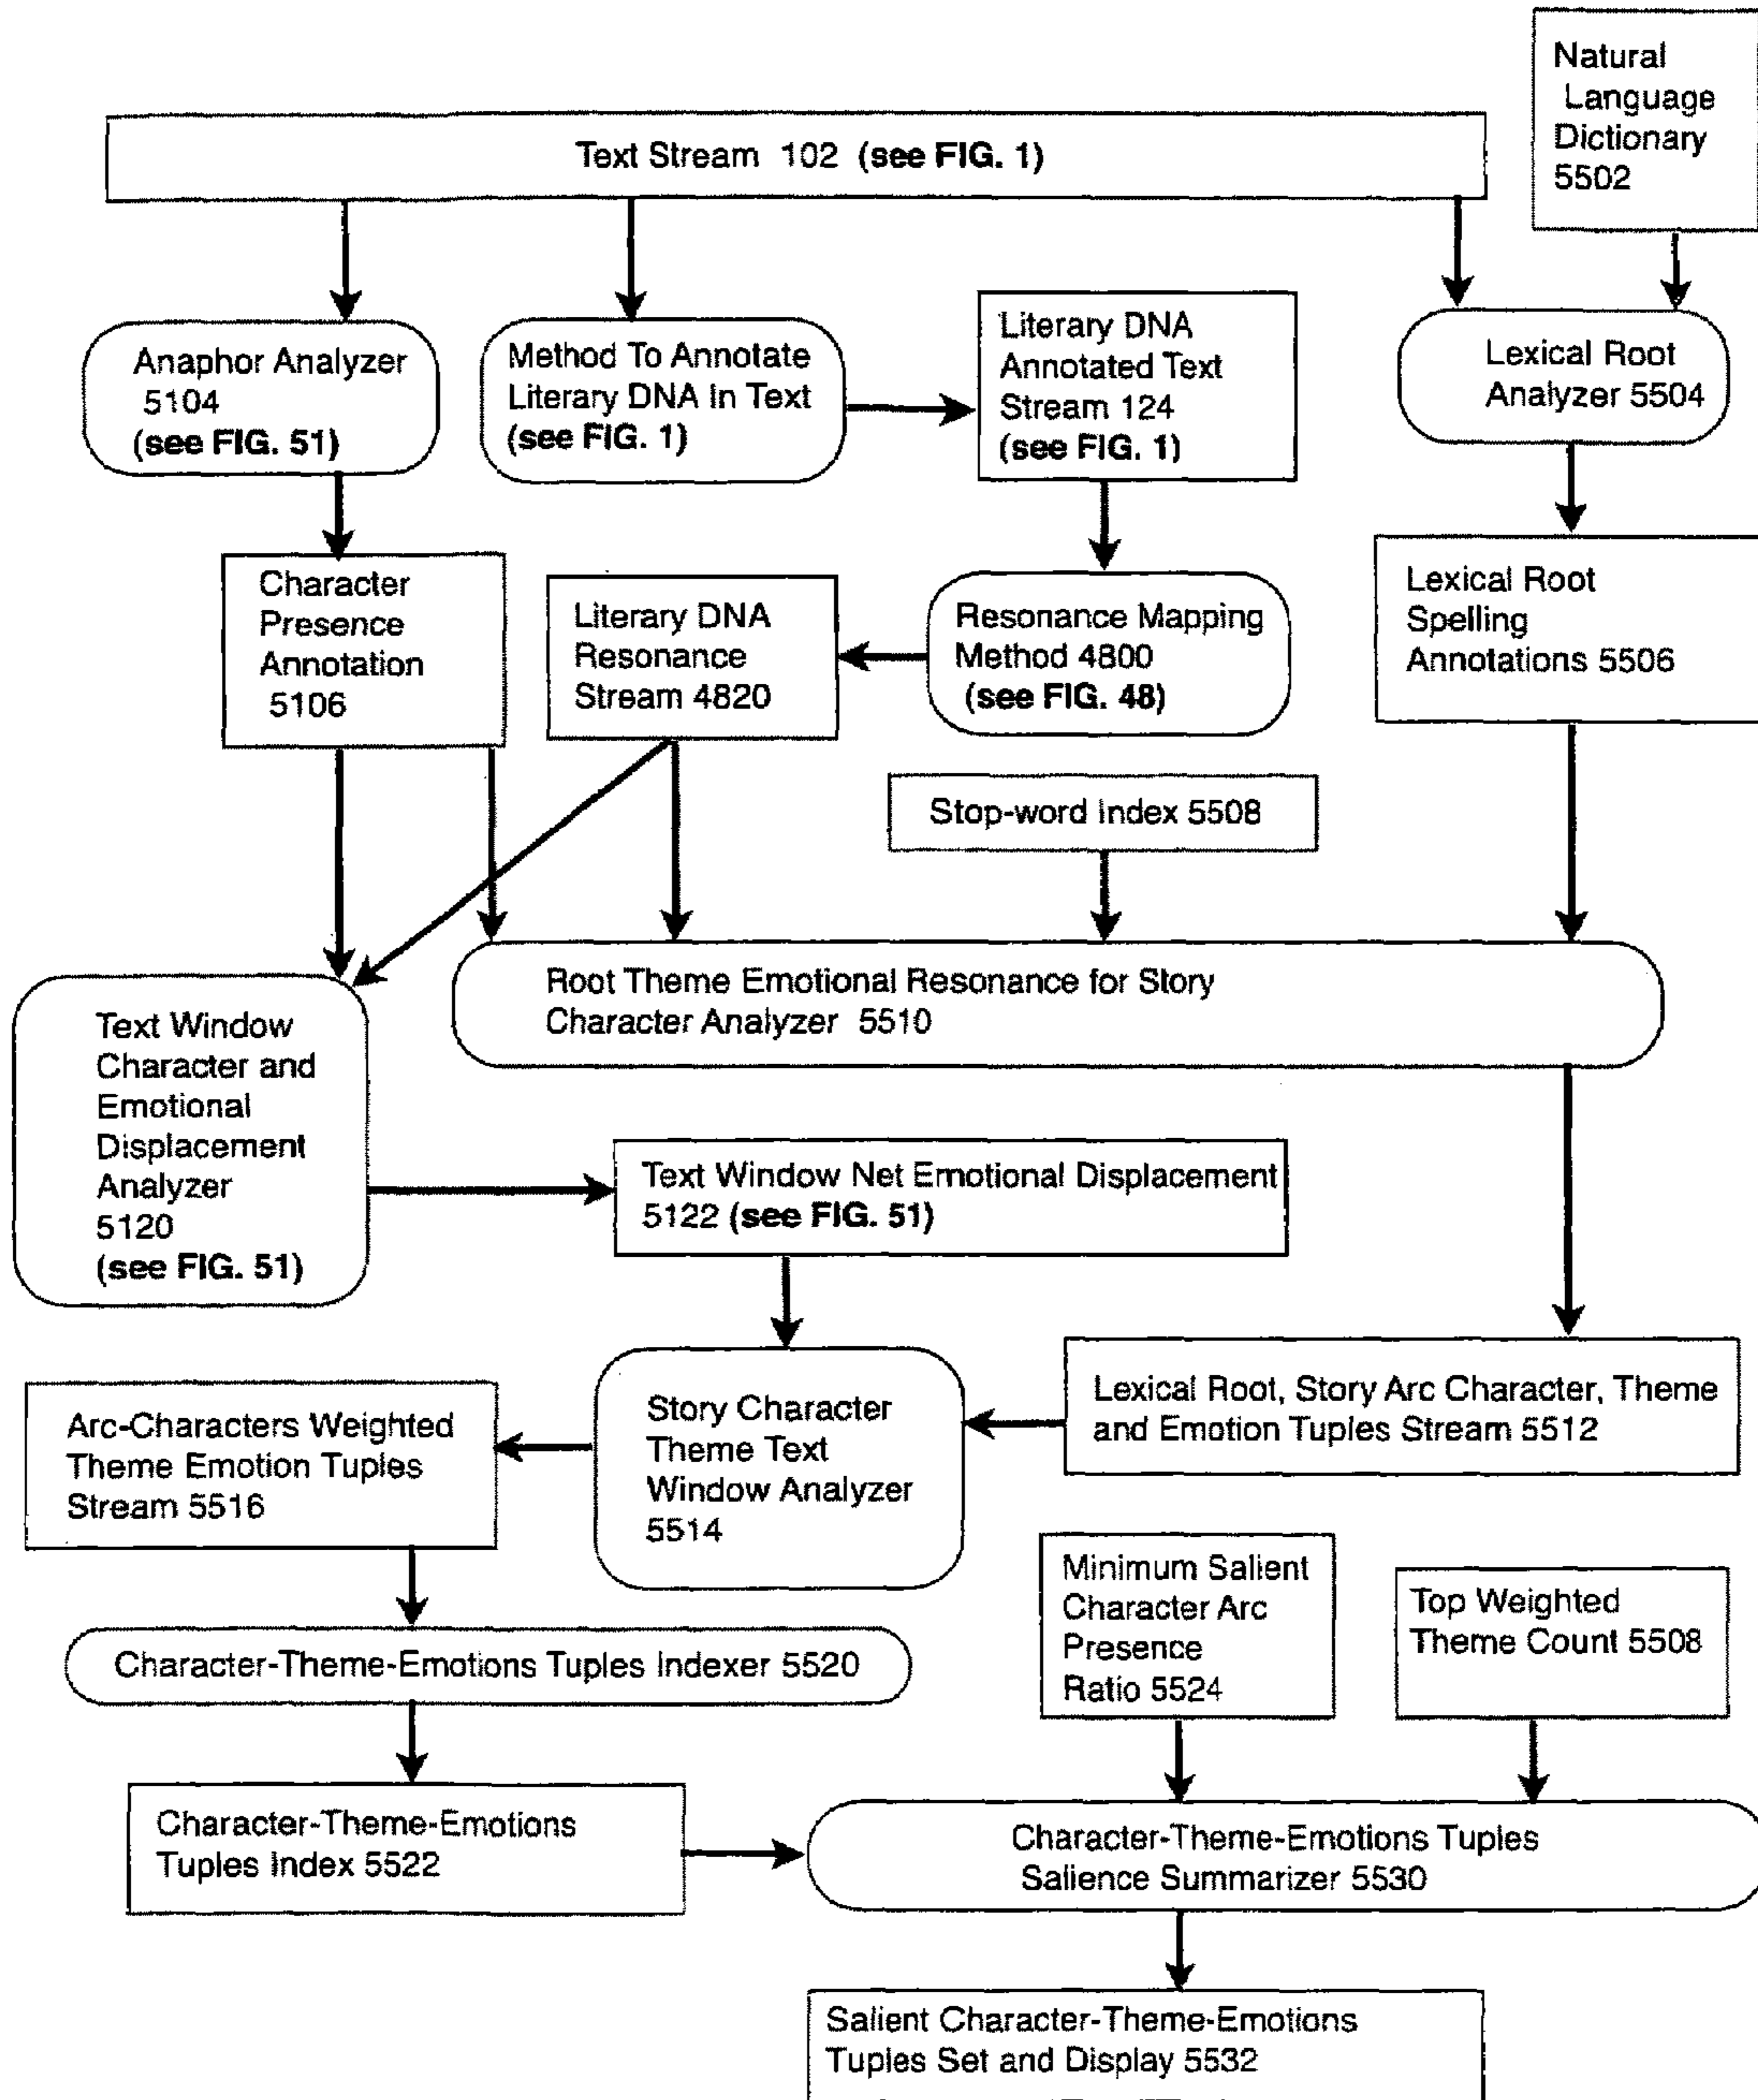 Natural
Language
Dictionary
5502
Text Stream 102 (see FIG. 1)
Anaphor Analyzer
5104
(see FIG. 51)
Method To Annotate
Literary DNA In Text
(see FIG. 1)
Literary DNA
Annotated Text
Stream 124
(see FIG. 1)
Lexical Root
Analyzer 5504
Character
Presence
Annotation
5106
Literary DNA
Resonance
Stream 4820
Resonance Mapping
Method 4800
(see FIG. 48)
Lexical Root
Spelling
Annotations 5506
Stop-word Index 5508
Root Theme Emotional Resonance for Story
Character Analyzer 5510
Text Window
Character and
Emotional
Displacement
Analyzer
5120
(see FIG. 51)
Text Window Net Emotional Displacement
5122 (see FIG. 51)
Lexical Root, Story Arc Character, Theme
and Emotion Tuples Stream 5512
Story Character
Theme Text
Window Analyzer
5514
Arc-Characters Weighted
Theme Emotion Tuples
Stream 5516
Minimum Salient
Character Arc
Presence
Ratio 5524
Top Weighted
Theme Count 5508
Character-Theme-Emotions Tuples Indexer 5520
Character-Theme-Emotions
Tuples Index 5522
Character-Theme-Emotions Tuples
Salience Summarizer 5530
Salient Character-Theme-Emotions
Tuples Set and Display 5532